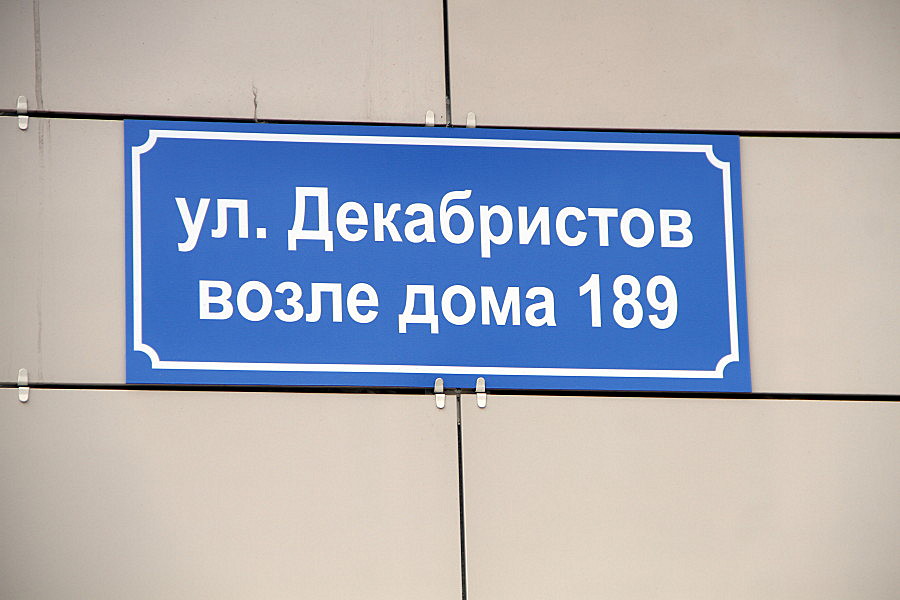 ул. Декабристов
возле дома 189